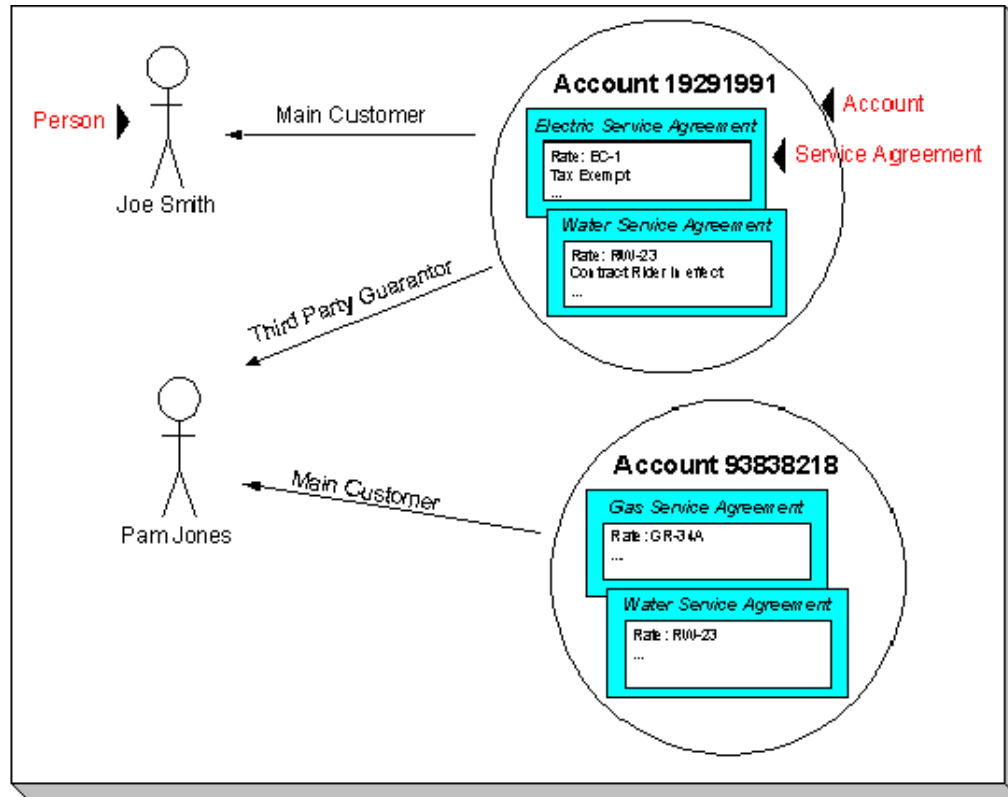 Account 19291991
Person
Main Customer
Account
Electric Service Agreement
Service Agreement
Rate: EC-1
Tax Exempt
...
Joe Smith
Water Service Agreement
Rate: RW-23
Contract Rider in effect
...
Third Party Guarantor
Account 93838218
Main Customer
Gas Service Agreement
Pam Jones
Rate: GR-34A
...
Water Service Agreement
Rate: RW-23
...